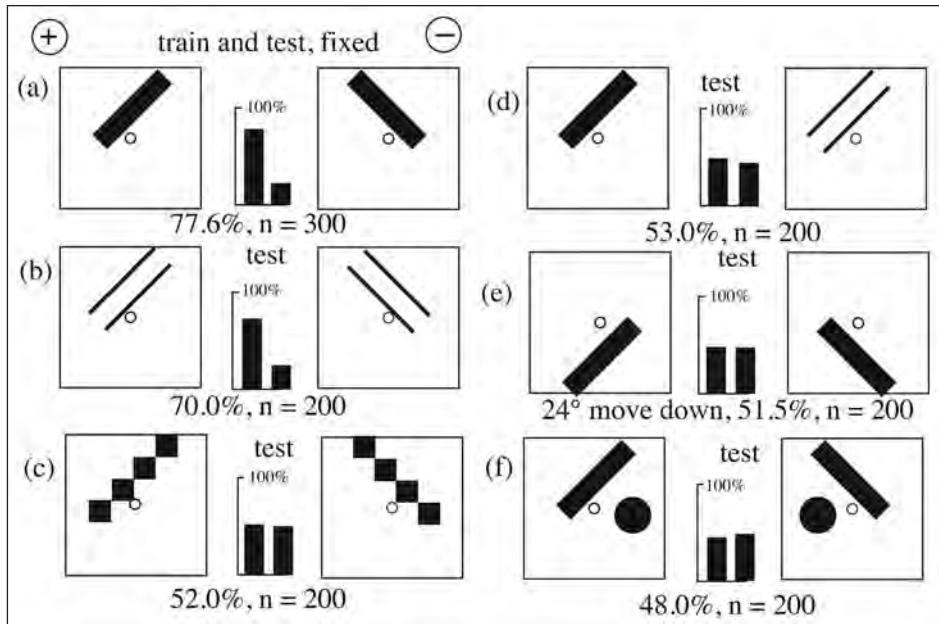 + train and test, fixed −
(a)
100%
77.6%, n = 300
(b)
test
100%
70.0%, n = 200
(c)
test
100%
52.0%, n = 200
(d)
test
100%
53.0%, n = 200
(e)
test
100%
24° move down, 51.5%, n = 200
(f)
test
100%
48.0%, n = 200